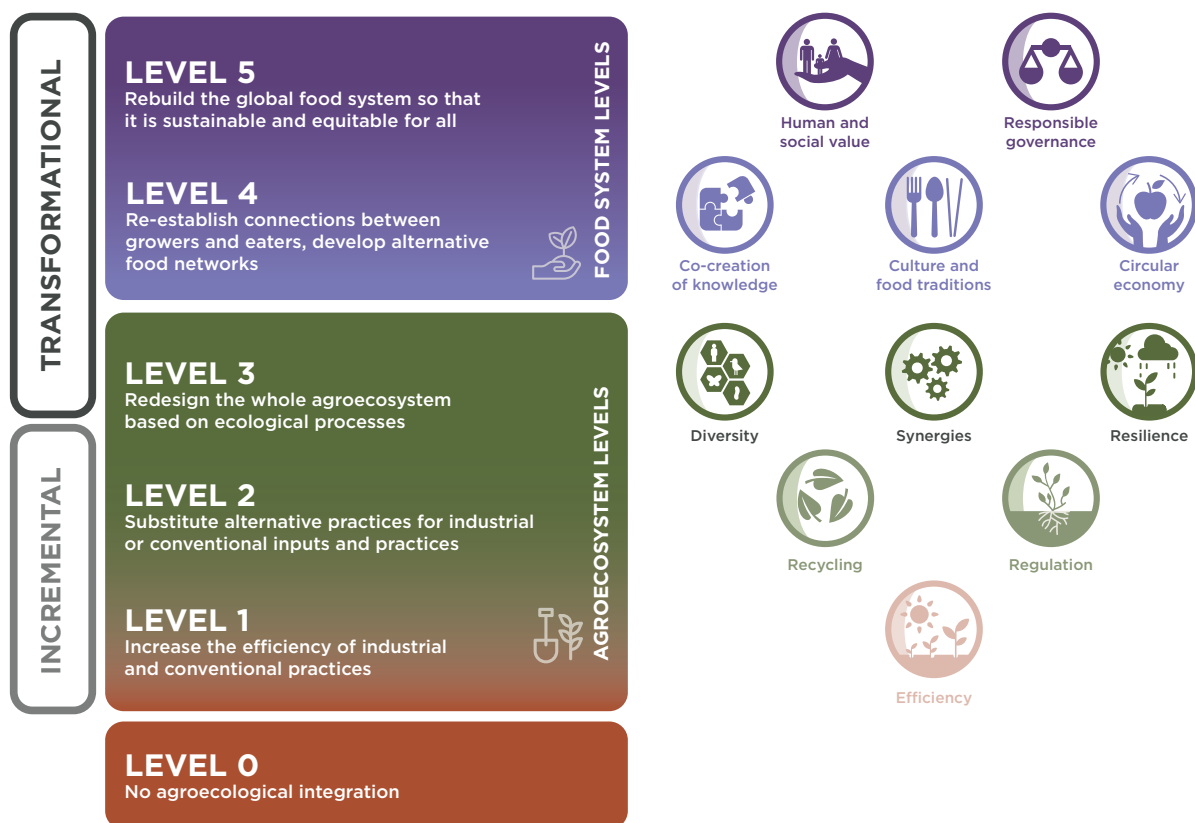 TRANSFORMATIONAL
INCREMENTAL
LEVEL 5
Rebuild the global food system so that
it is sustainable and equitable for all
LEVEL 4
Re-establish connections between
growers and eaters, develop alternative
food networks
FOOD SYSTEM LEVELS
LEVEL 3
Redesign the whole agroecosystem
based on ecological processes
LEVEL 2
Substitute alternative practices for industrial
or conventional inputs and practices
LEVEL 1
Increase the efficiency of industrial
and conventional practices
AGROECOSYSTEM LEVELS
LEVEL 0
No agroecological integration
Human and
social value
Responsible
governance
Co-creation
of knowledge
Culture and
food traditions
Circular
economy
Diversity
Synergies
Resilience
Recycling
Regulation
Efficiency